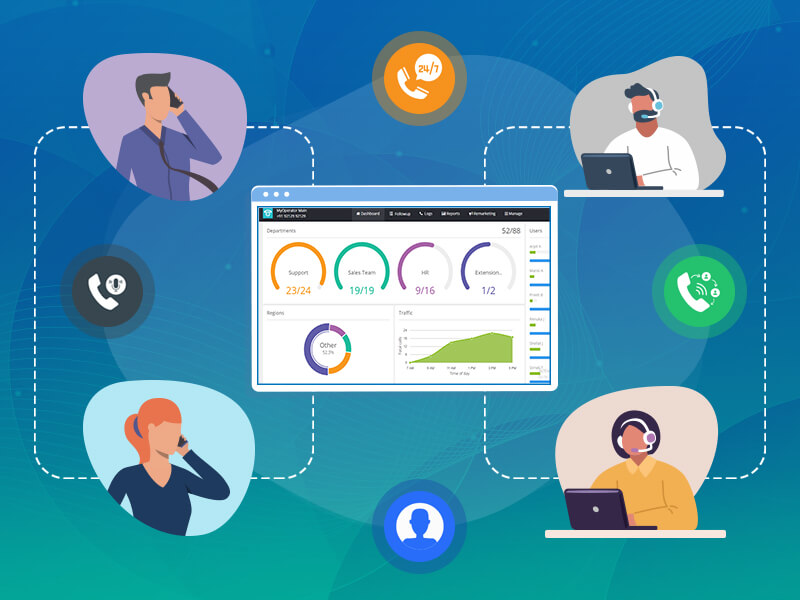 24/7
MyOperator Main
Dashboard
Followup
Logs
Reports
Remarketing
Manage
Departments
52/88
Users
Support
23/24
Sales Team
19/19
HR
9/16
Extension..
1/2
Regions
Traffic
Other
52.3%
Time of Day